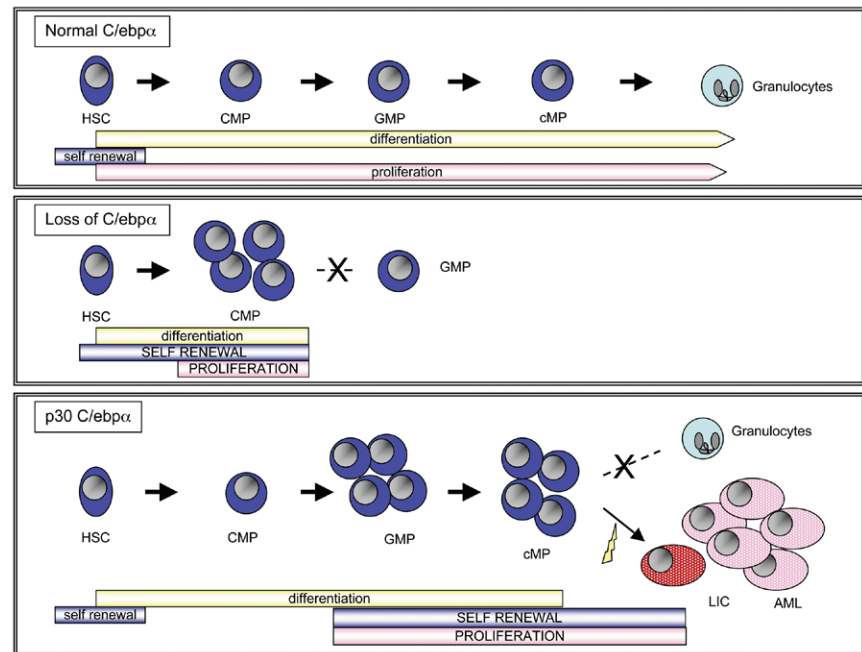 Normal C/ebpα
HSC
CMP
GMP
cMP
Granulocytes
differentiation
self renewal
proliferation
Loss of C/ebpα
HSC
CMP
X
GMP
differentiation
SELF RENEWAL
PROLIFERATION
p30 C/ebpα
Granulocytes
X
HSC
CMP
GMP
cMP
LIC
AML
differentiation
self renewal
SELF RENEWAL
PROLIFERATION